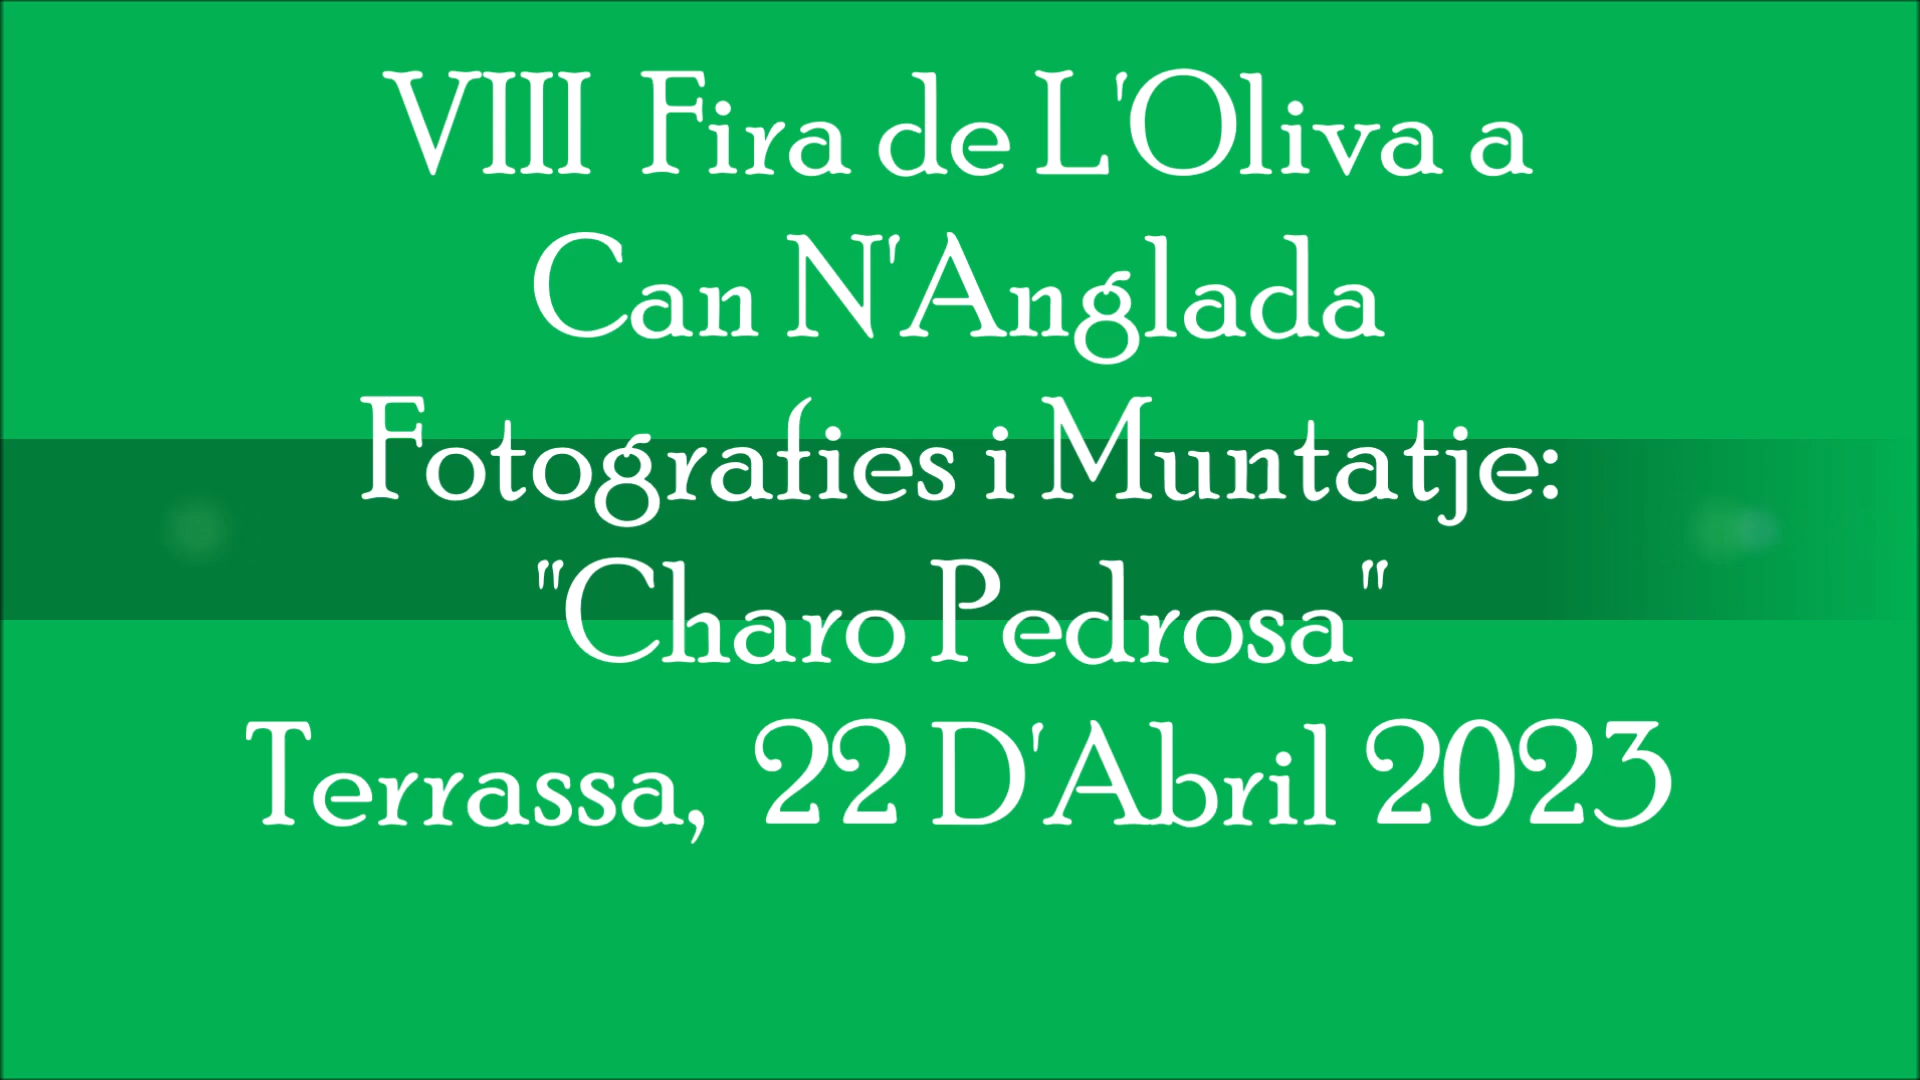 VIII Fira de L'Oliva a
Can N'Anglada
Fotografies i Muntatje:
"Charo Pedrosa"
Terrassa, 22 D'Abril 2023